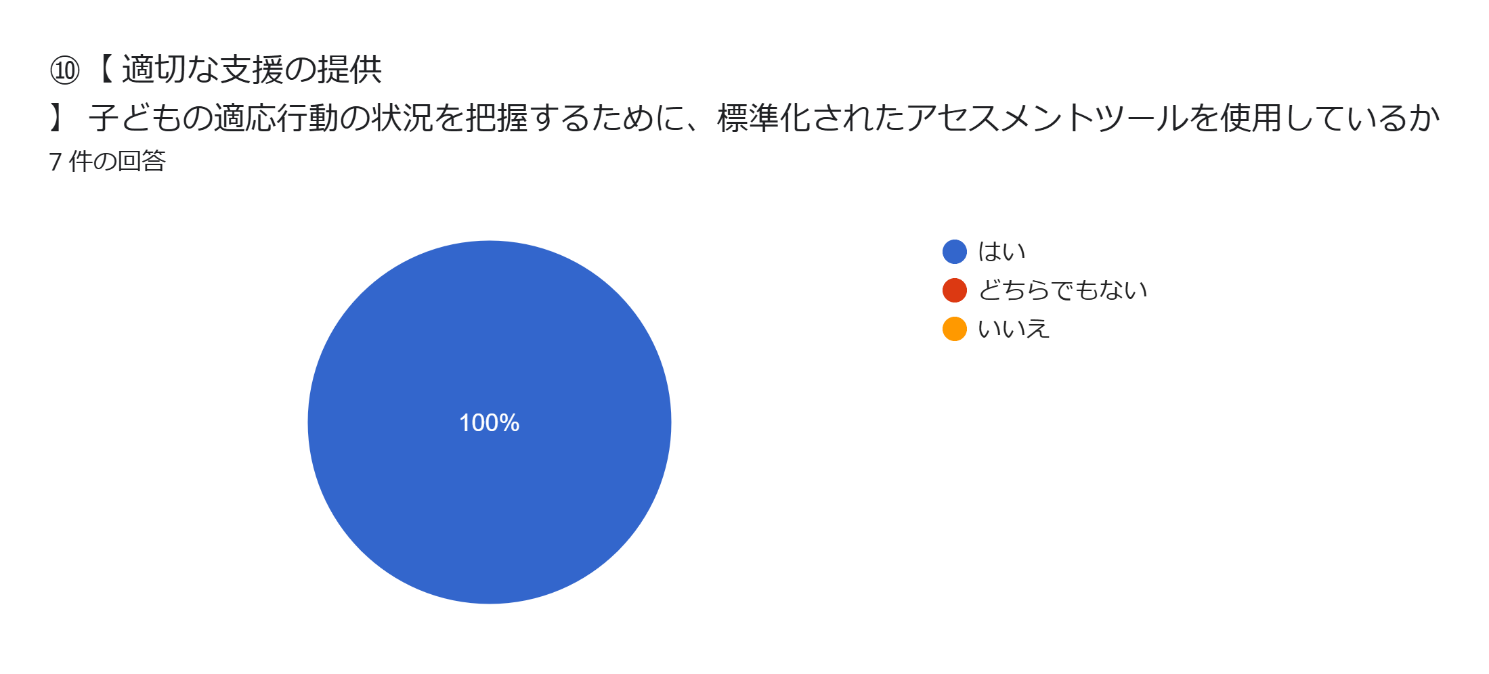 ⑩【 適切な支援の提供
】 子どもの適応行動の状況を把握するために、標準化されたアセスメントツールを使用しているか
7 件の回答
はい
どちらでもない
いいえ
100%